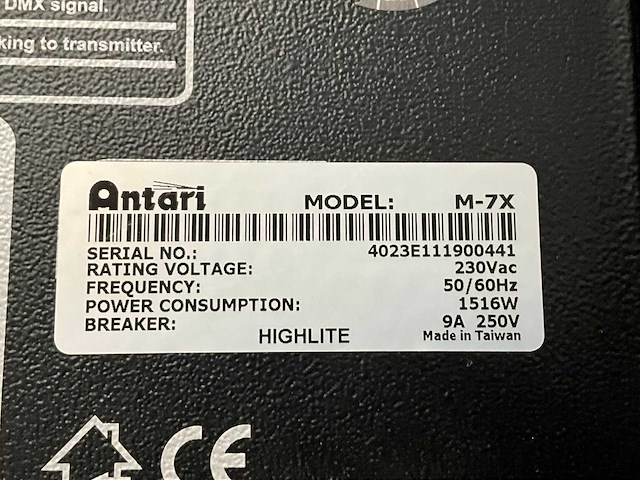 DMX signal.
king to transmitter.
Antari MODEL: M-7X
SERIAL NO.: 4023E111900441
RATING VOLTAGE: 230Vac
FREQUENCY: 50/60Hz
POWER CONSUMPTION: 1516W
BREAKER: 9A 250V
HIGHLITE Made in Taiwan
CE